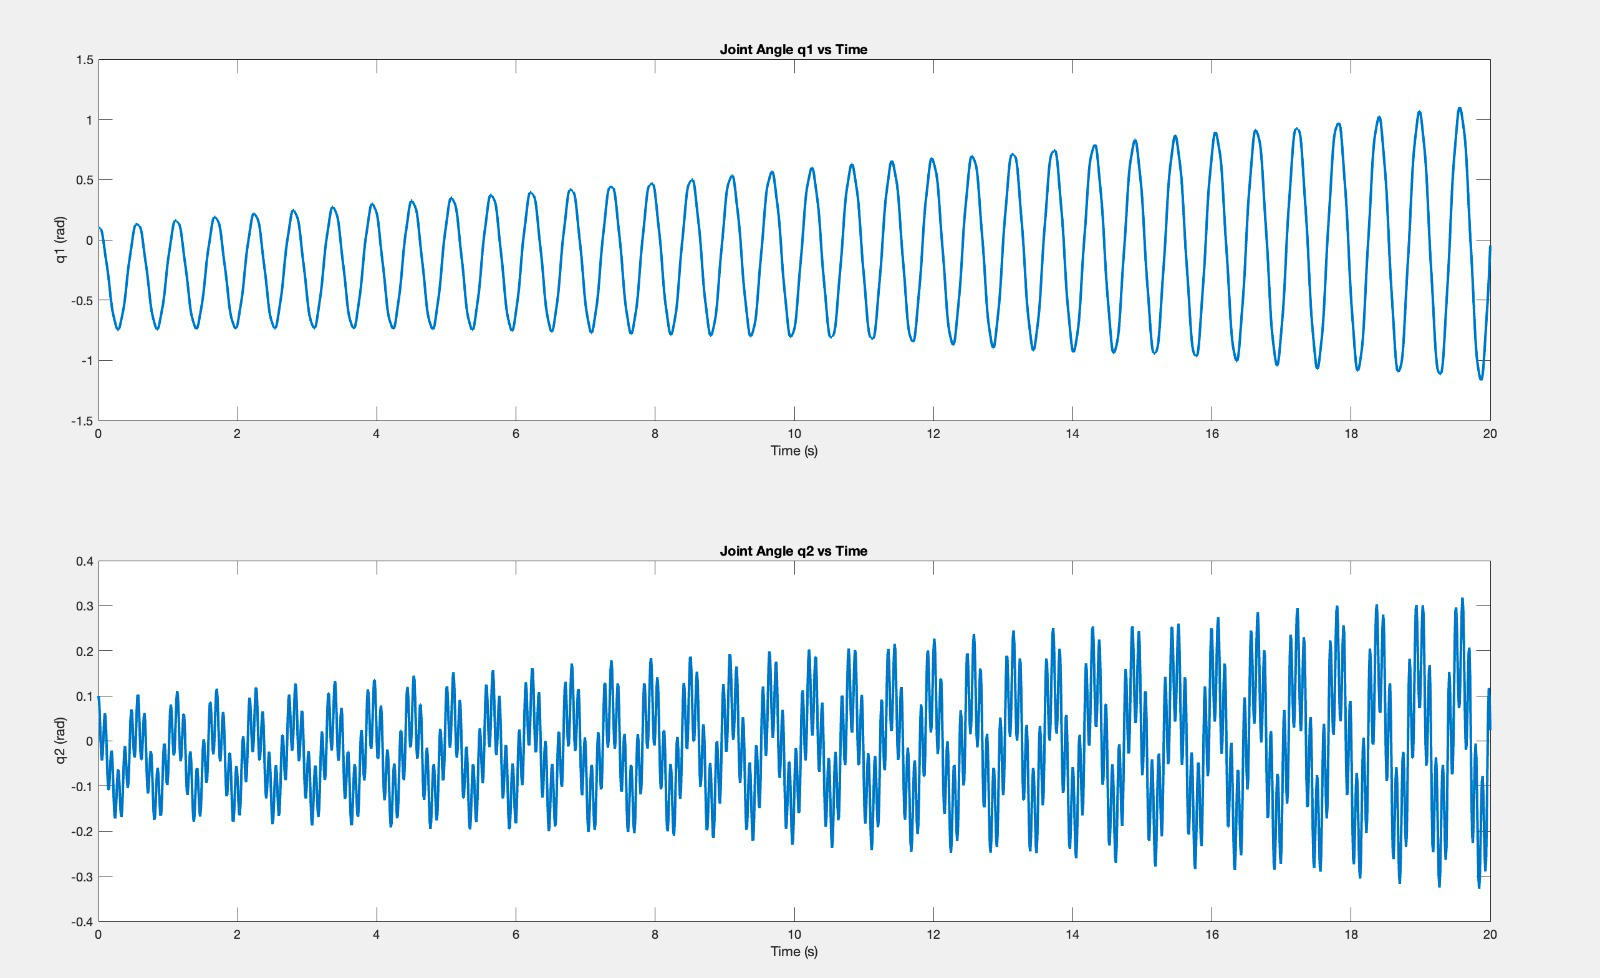 Joint Angle q1 vs Time
1.5
1
0.5
0
-0.5
-1
-1.5
q1 (rad)
0 2 4 6 8 10 12 14 16 18 20
Time (s)
Joint Angle q2 vs Time
0.4
0.3
0.2
0.1
0
-0.1
-0.2
-0.3
-0.4
q2 (rad)
0 2 4 6 8 10 12 14 16 18 20
Time (s)